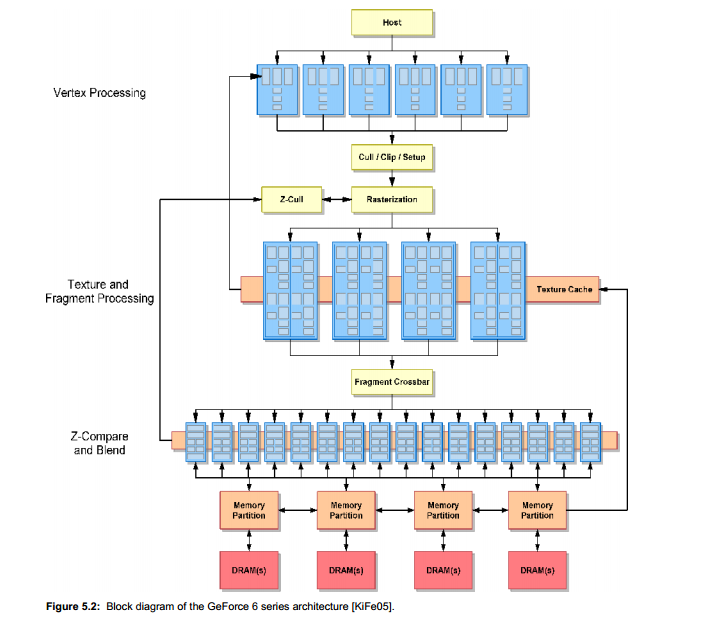 Host
Vertex Processing
Cull / Clip / Setup
Z-Cull
Rasterization
Texture and
Fragment Processing
Texture Cache
Fragment Crossbar
Z-Compare
and Blend
Memory
Partition
Memory
Partition
Memory
Partition
Memory
Partition
DRAM(s)
DRAM(s)
DRAM(s)
DRAM(s)
Figure 5.2: Block diagram of the GeForce 6 series architecture [KiFe05].